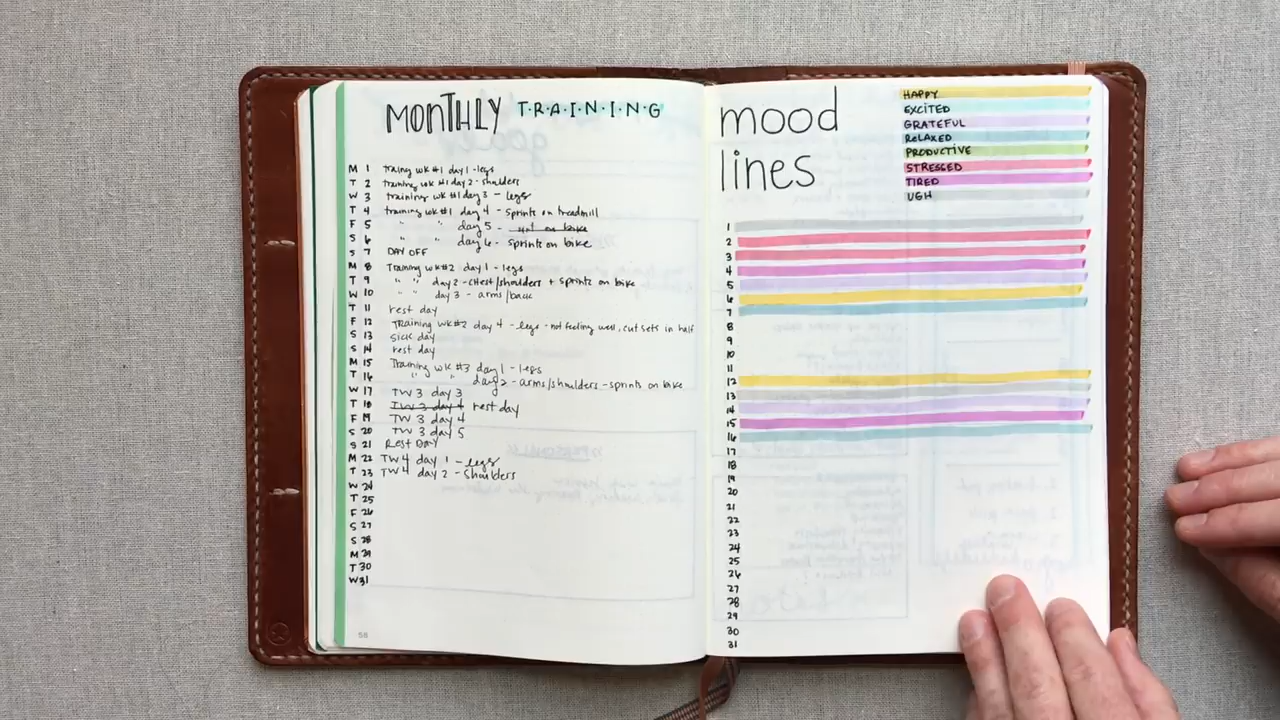 MONTHLY T·R·A·I·N·I·N·G
M 1 Training wk #1 day 1 - legs
T 2 training wk #1 day 2 - shulders
W 3 training wk #1 day 3 - legs
T 4 training wk #1 day 4 - sprints on treadmill
F 5 " " day 5 - on bike
S 6 " " day 6 - sprints on bike
S 7 DAY OFF
M 8 Training wk #2 day 1 - legs
T 9 " " day 2 - chest/shoulders + sprints on bike
W 10 " " day 3 - arms/back
T 11 rest day
F 12 Training wk #2 day 4 - legs - not feeling well, cut sets in half
S 13 sick day
S 14 rest day
M 15 Training wk #3 day 1 - legs
T 16 " " day 2 - arms/shoulders - sprints on bike
W 17 TW 3 day 3
T 18 TW 3 day 4 rest day
F 19 TW 3 day 4
S 20 TW 3 day 5
S 21 Rest Day
M 22 TW4 day 1 - legs
T 23 TW4 day 2 - Shoulders
W 24
T 25
F 26
S 27
S 28
M 29
T 30
W 31
58
mood
lines
HAPPY
EXCITED
GRATEFUL
RELAXED
PRODUCTIVE
STRESSED
TIRED
UGH
1
2
3
4
5
6
7
8
9
10
11
12
13
14
15
16
17
18
19
20
21
22
23
24
25
26
27
28
29
30
31